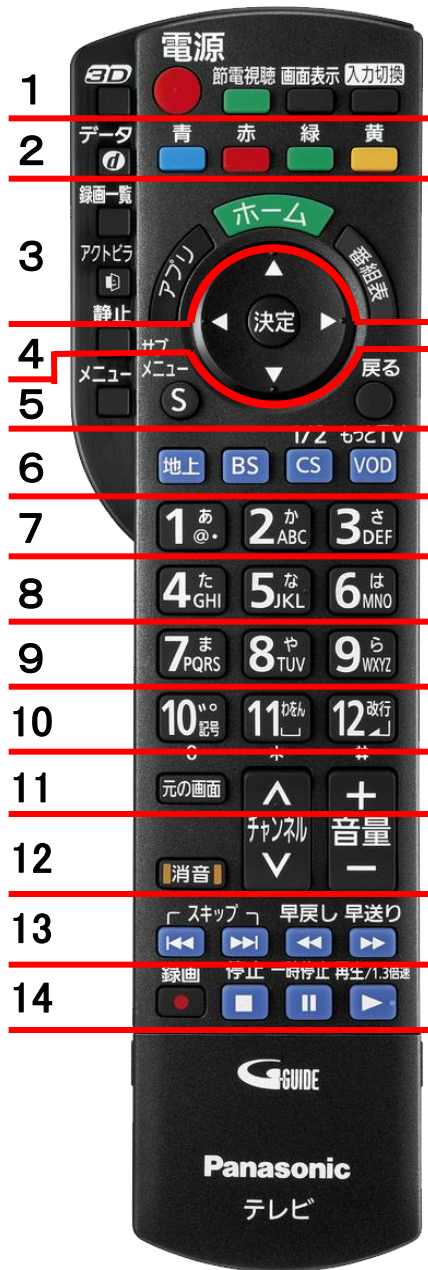 電源
1 3D 節電視聴 画面表示 入力切換
2 データ 青 赤 緑 黄
d
録画一覧
ホーム
3 アクトビラ アプリ 番組表
決定
静止
4 サブ
メニュー メニュー 戻る
5 S
1/2 もっとTV
6 地上 BS CS VOD
7 1 あ @. 2 か ABC 3 さ DEF
8 4 た GHI 5 な JKL 6 は MNO
9 7 ま PQRS 8 や TUV 9 ら WXYZ
10 10 ゛゜ 記号 11 わをん 12 改行
0 * #
11 元の画面 +
チャンネル 音量
12 消音 −
スキップ 早戻し 早送り
13
録画 停止 一時停止 再生/1.3倍速
14
G-GUIDE
Panasonic
テレビ